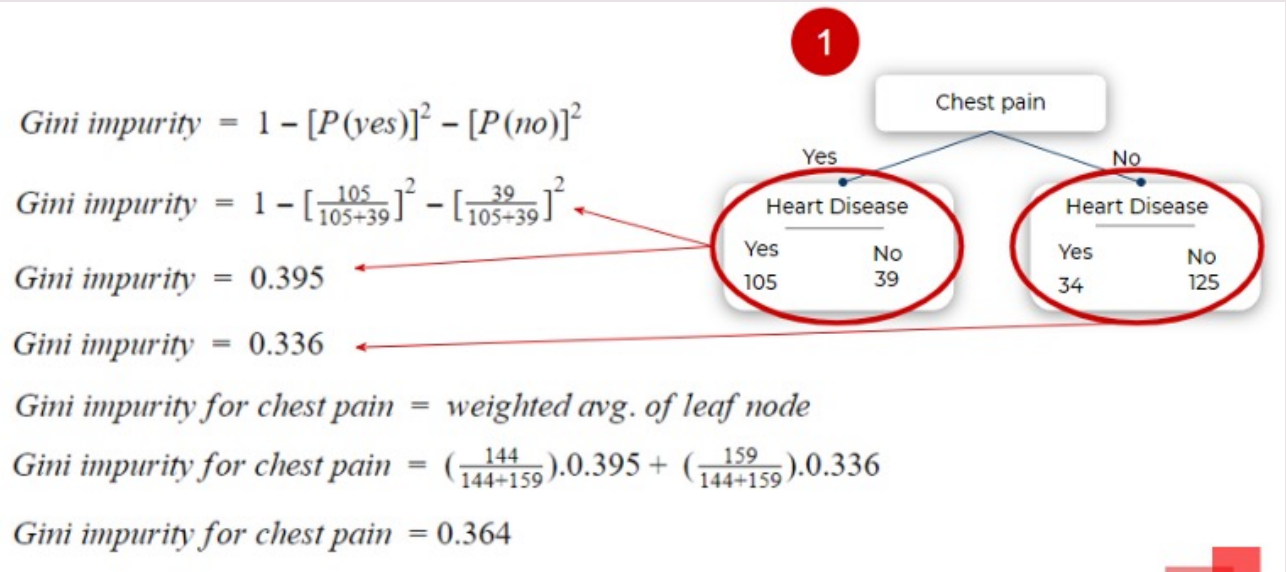 1
Chest pain
Gini impurity = 1 – [P(yes)]² – [P(no)]²
Yes No
Gini impurity = 1 – [105/(105+39)]² – [39/(105+39)]²
Heart Disease Heart Disease
Yes No Yes No
105 39 34 125
Gini impurity = 0.395
Gini impurity = 0.336
Gini impurity for chest pain = weighted avg. of leaf node
Gini impurity for chest pain = (144/(144+159)).0.395 + (159/(144+159)).0.336
Gini impurity for chest pain = 0.364